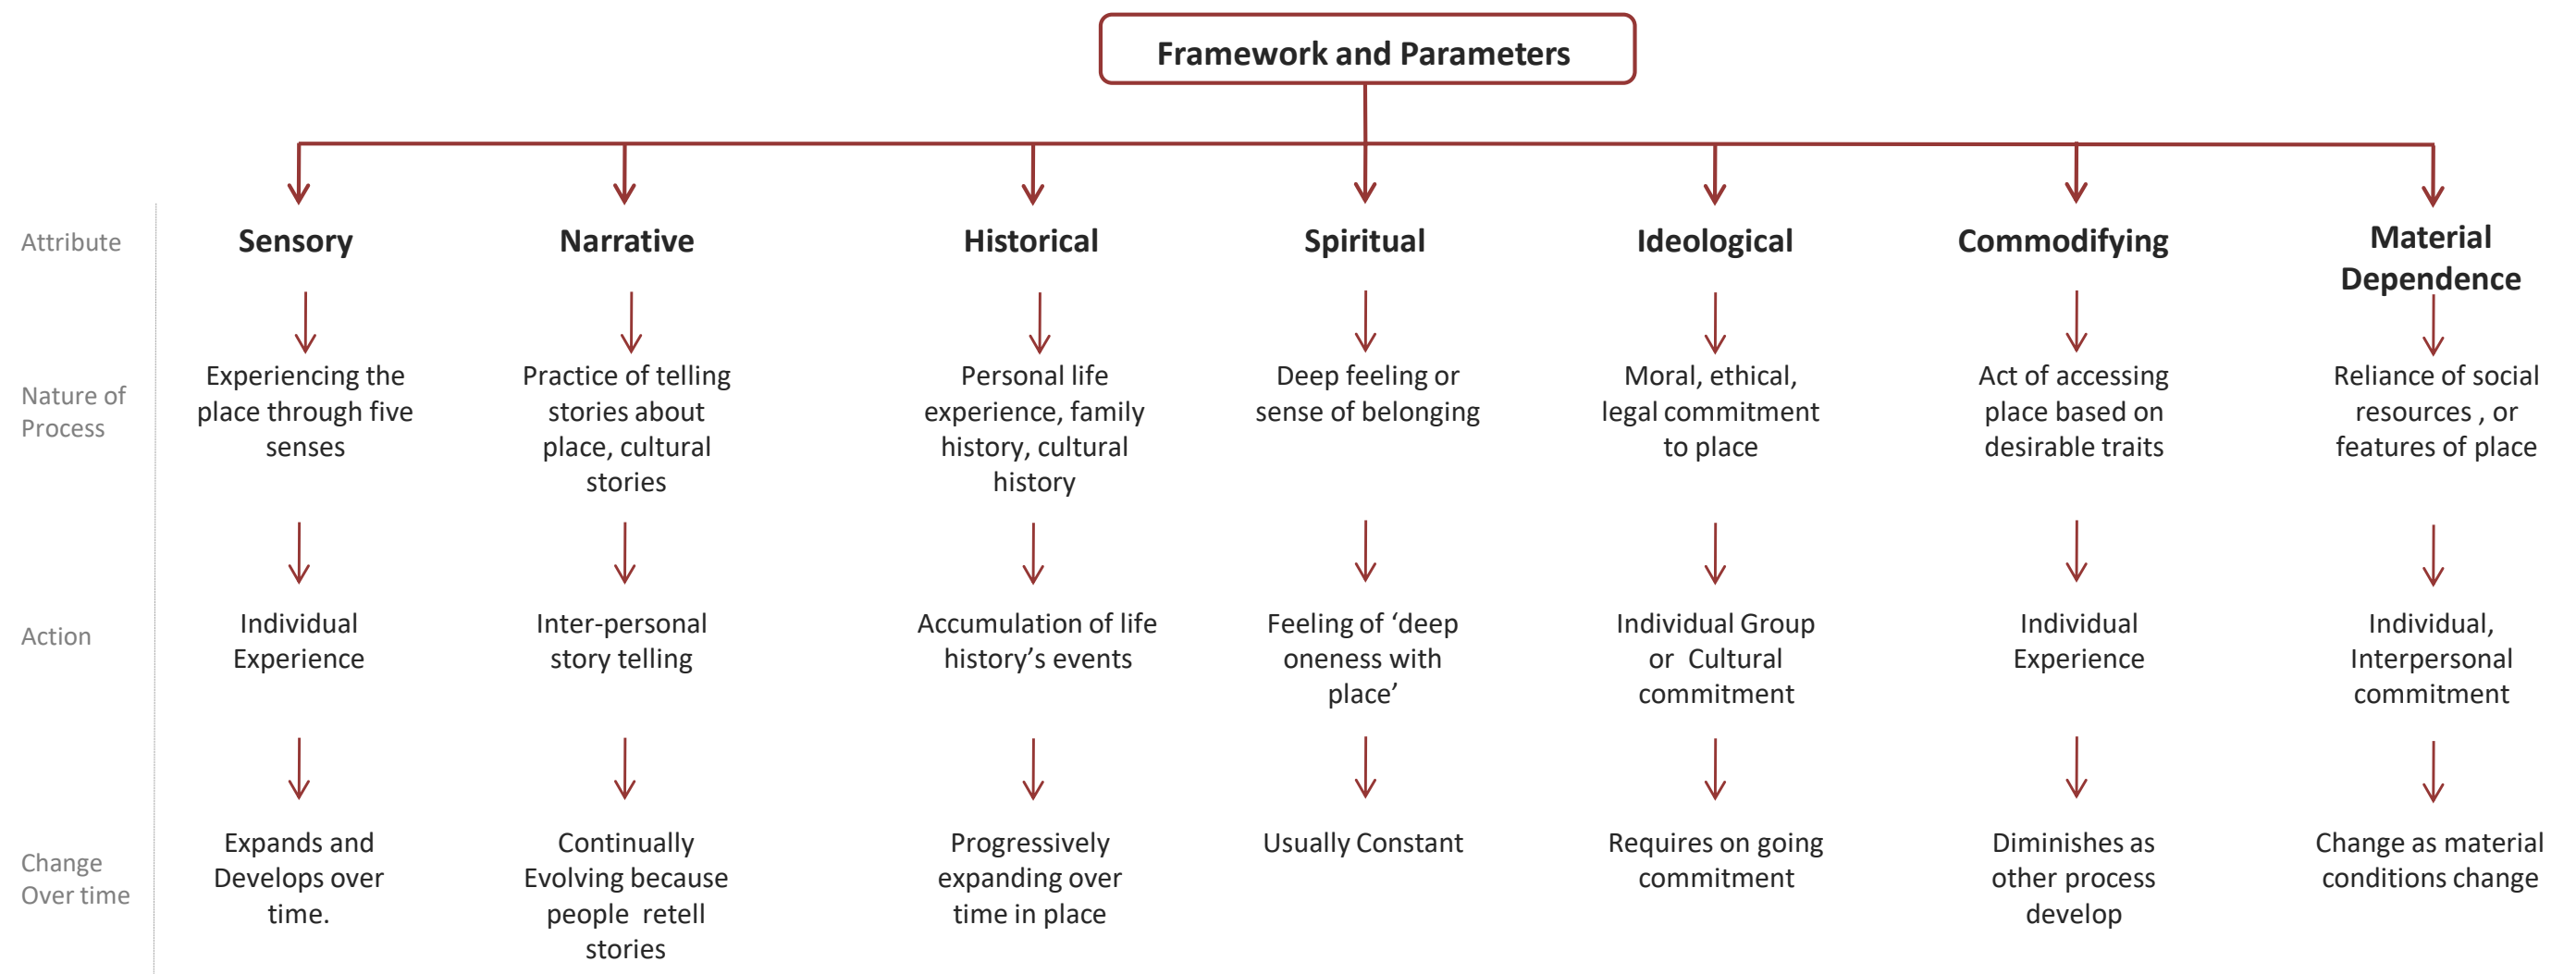 Framework and Parameters
Attribute
Sensory
Narrative
Historical
Spiritual
Ideological
Commodifying
Material
Dependence
Nature of
Process
Experiencing the
place through five
senses
Practice of telling
stories about
place, cultural
stories
Personal life
experience, family
history, cultural
history
Deep feeling or
sense of belonging
Moral, ethical,
legal commitment
to place
Act of accessing
place based on
desirable traits
Reliance of social
resources , or
features of place
Action
Individual
Experience
Inter-personal
story telling
Accumulation of life
history’s events
Feeling of ‘deep
oneness with
place’
Individual Group
or Cultural
commitment
Individual
Experience
Individual,
Interpersonal
commitment
Change
Over time
Expands and
Develops over
time.
Continually
Evolving because
people retell
stories
Progressively
expanding over
time in place
Usually Constant
Requires on going
commitment
Diminishes as
other process
develop
Change as material
conditions change